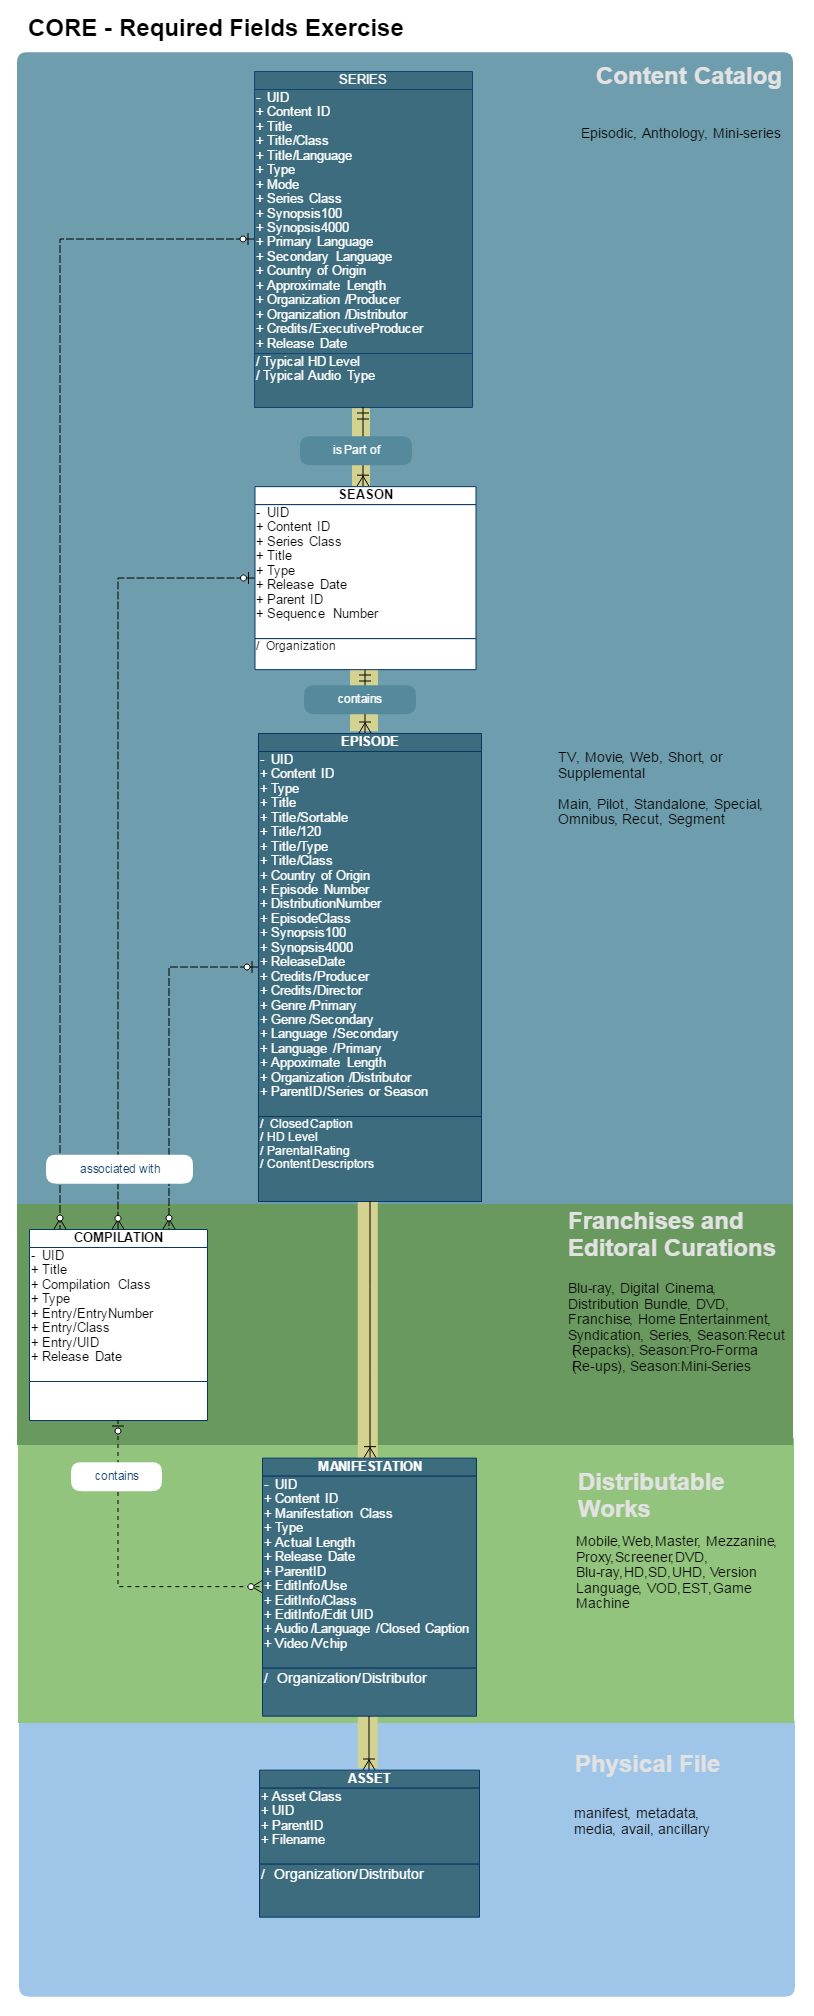 CORE - Required Fields Exercise
Content Catalog
Episodic, Anthology, Mini-series
SERIES
- UID
+ Content ID
+ Title
+ Title/Class
+ Title/Language
+ Type
+ Mode
+ Series Class
+ Synopsis100
+ Synopsis4000
+ Primary Language
+ Secondary Language
+ Country of Origin
+ Approximate Length
+ Organization /Producer
+ Organization /Distributor
+ Credits/ExecutiveProducer
+ Release Date
/ Typical HD Level
/ Typical Audio Type
is Part of
SEASON
- UID
+ Content ID
+ Series Class
+ Title
+ Type
+ Release Date
+ Parent ID
+ Sequence Number
/ Organization
contains
EPISODE
- UID
+ Content ID
+ Type
+ Title
+ Title/Sortable
+ Title/120
+ Title/Type
+ Title/Class
+ Country of Origin
+ Episode Number
+ DistributionNumber
+ EpisodeClass
+ Synopsis100
+ Synopsis4000
+ ReleaseDate
+ Credits/Producer
+ Credits/Director
+ Genre /Primary
+ Genre /Secondary
+ Language /Secondary
+ Language /Primary
+ Appoximate Length
+ Organization /Distributor
+ ParentID/Series or Season
/ ClosedCaption
/ HD Level
/ ParentalRating
/ ContentDescriptors
TV, Movie, Web, Short, or
Supplemental
Main, Pilot, Standalone, Special,
Omnibus, Recut, Segment
associated with
COMPILATION
- UID
+ Title
+ Compilation Class
+ Type
+ Entry/EntryNumber
+ Entry/Class
+ Entry/UID
+ Release Date
Franchises and
Editoral Curations
Blu-ray, Digital Cinema,
Distribution Bundle, DVD,
Franchise, Home Entertainment,
Syndication, Series, Season:Recut
(Repacks), Season:Pro-Forma
(Re-ups), Season:Mini-Series
contains
MANIFESTATION
- UID
+ Content ID
+ Manifestation Class
+ Type
+ Actual Length
+ Release Date
+ ParentID
+ EditInfo/Use
+ EditInfo/Class
+ EditInfo/Edit UID
+ Audio /Language /Closed Caption
+ Video /Vchip
/ Organization/Distributor
Distributable
Works
Mobile,Web,Master, Mezzanine,
Proxy,Screener,DVD,
Blu-ray,HD,SD,UHD, Version
Language, VOD,EST,Game
Machine
ASSET
+ Asset Class
+ UID
+ ParentID
+ Filename
/ Organization/Distributor
Physical File
manifest, metadata,
media, avail, ancillary